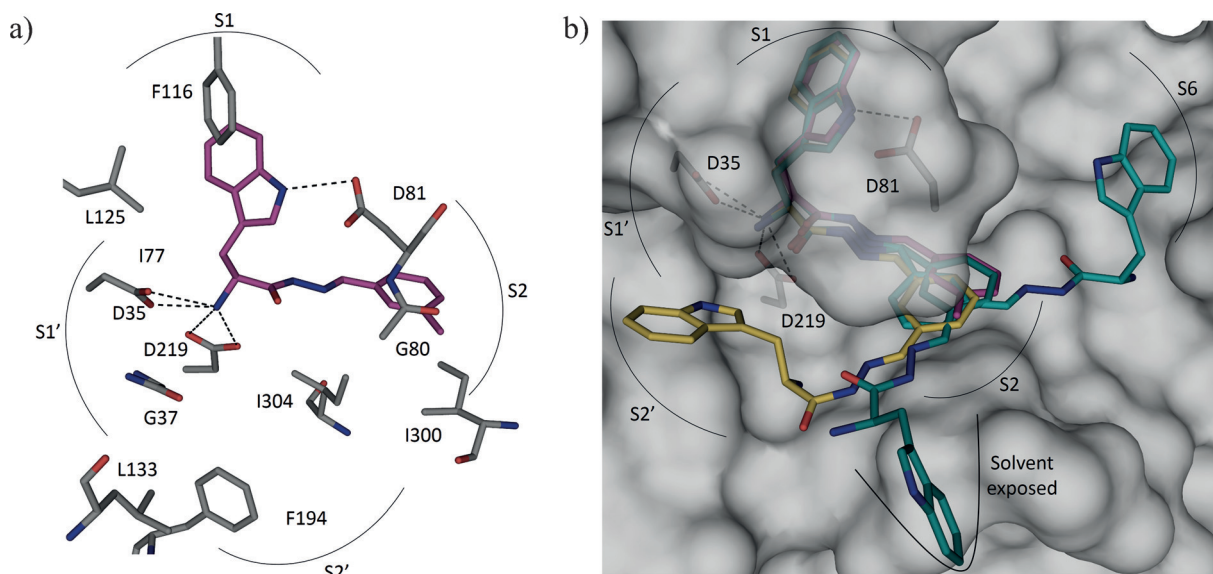 a)
S1
F116
L125
D81
I77
S2
D35
S1'
D219
G80
G37
I304
I300
L133
F194
S2'
b)
S1
S6
D35
D81
S1'
D219
S2
S2'
Solvent
exposed